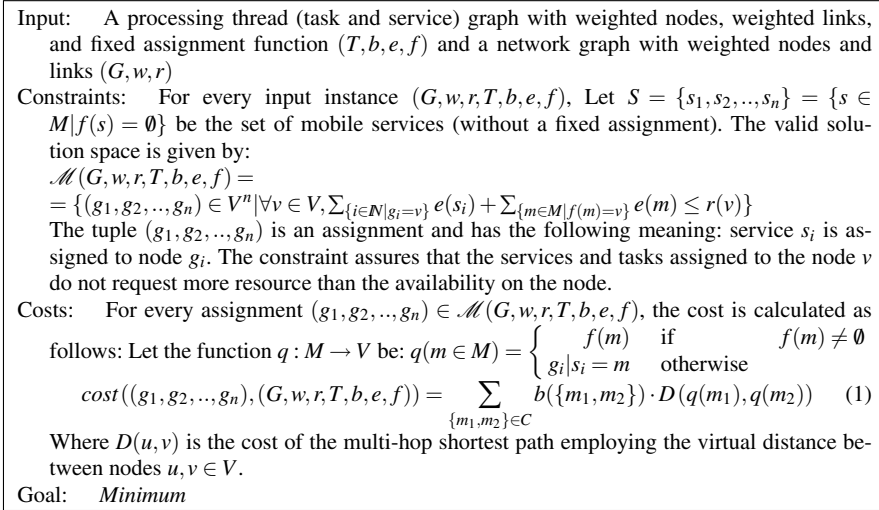 Input: A processing thread (task and service) graph with weighted nodes, weighted links,
and fixed assignment function (T,b,e,f) and a network graph with weighted nodes and
links (G,w,r)
Constraints: For every input instance (G,w,r,T,b,e,f), Let S = {s₁,s₂,..,sₙ} = {s ∈
M|f(s) = ∅} be the set of mobile services (without a fixed assignment). The valid solu-
tion space is given by:
ℳ(G,w,r,T,b,e,f) =
= {(g₁,g₂,..,gₙ) ∈ Vⁿ|∀v ∈ V, ∑_{i∈ℕ|gᵢ=v} e(sᵢ) + ∑_{m∈M|f(m)=v} e(m) ≤ r(v)}
The tuple (g₁,g₂,..,gₙ) is an assignment and has the following meaning: service sᵢ is as-
signed to node gᵢ. The constraint assures that the services and tasks assigned to the node v
do not request more resource than the availability on the node.
Costs: For every assignment (g₁,g₂,..,gₙ) ∈ ℳ(G,w,r,T,b,e,f), the cost is calculated as
follows: Let the function q : M → V be: q(m ∈ M) = { f(m) if f(m) ≠ ∅
gᵢ|sᵢ = m otherwise
cost((g₁,g₂,..,gₙ),(G,w,r,T,b,e,f)) = ∑_{{m₁,m₂}∈C} b({m₁,m₂}) · D(q(m₁),q(m₂)) (1)
Where D(u,v) is the cost of the multi-hop shortest path employing the virtual distance be-
tween nodes u,v ∈ V.
Goal: Minimum